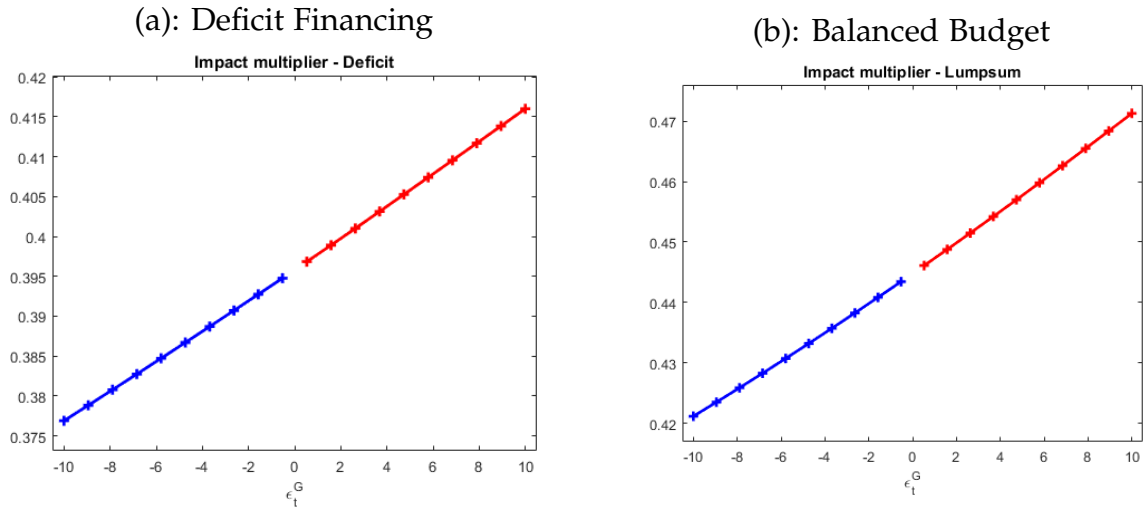 (a): Deficit Financing
Impact multiplier - Deficit
0.42
0.415
0.41
0.405
0.4
0.395
0.39
0.385
0.38
0.375
-10 -8 -6 -4 -2 0 2 4 6 8 10
ϵ_t^G
(b): Balanced Budget
Impact multiplier - Lumpsum
0.47
0.46
0.45
0.44
0.43
0.42
-10 -8 -6 -4 -2 0 2 4 6 8 10
ϵ_t^G